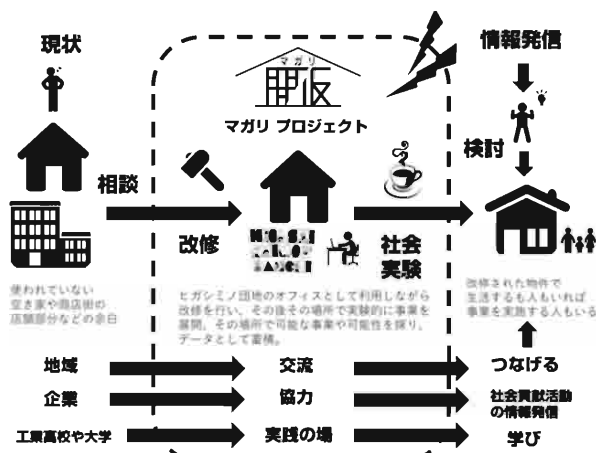 現状
情報発信
マガリ
間仮
マガリ プロジェクト
検討
相談
改修
社会
実験
使われていない
空き家や商店街の
店舗部分などの余白
ヒガシミノ団地のオフィスとして利用しながら
改修を行い、その後その場所で実験的に事業を
展開。その場所で可能な事業や可能性を探り、
データとして蓄積。
改修された物件で
生活する人もいれば
事業を実施する人もいる
地域
交流
つなげる
企業
協力
社会貢献活動
の情報発信
工業高校や大学
実践の場
学び